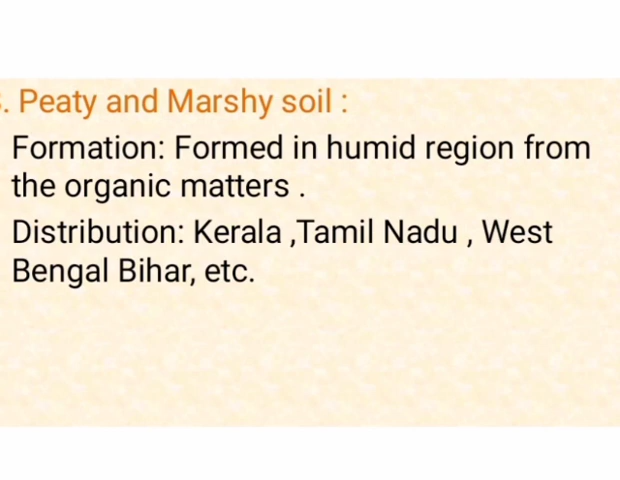 . Peaty and Marshy soil :
Formation: Formed in humid region from
the organic matters .
Distribution: Kerala ,Tamil Nadu , West
Bengal Bihar, etc.